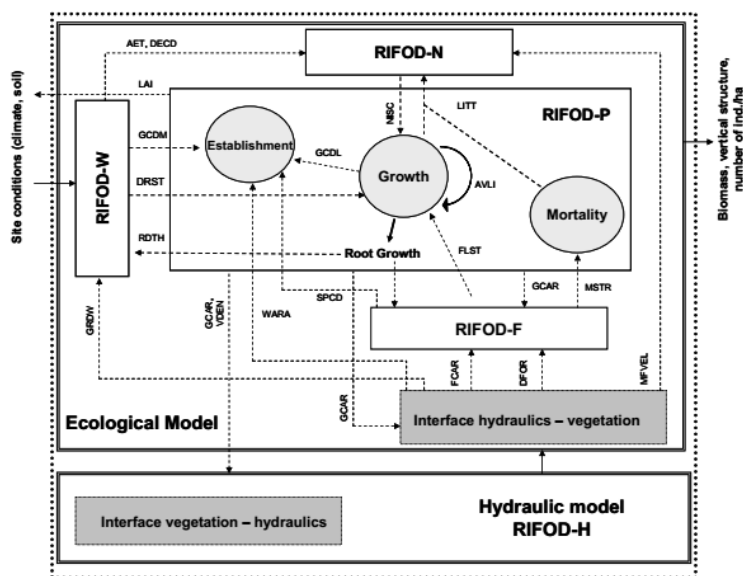 AET, DECD
RIFOD-N
LAI
NISC
LITT
RIFOD-P
GCDM
Establishment
GCDL
Growth
AVLI
Mortality
Site conditions (climate, soil)
RIFOD-W
DRST
RDTH
Root Growth
FLST
Biomass, vertical structure,
number of ind./ha
GRDW
GCAR,
VDEN
WARA
SPCD
GCAR
MSTR
RIFOD-F
GCAR
FCAR
DFOR
MFVEL
Ecological Model
Interface hydraulics – vegetation
Interface vegetation – hydraulics
Hydraulic model
RIFOD-H